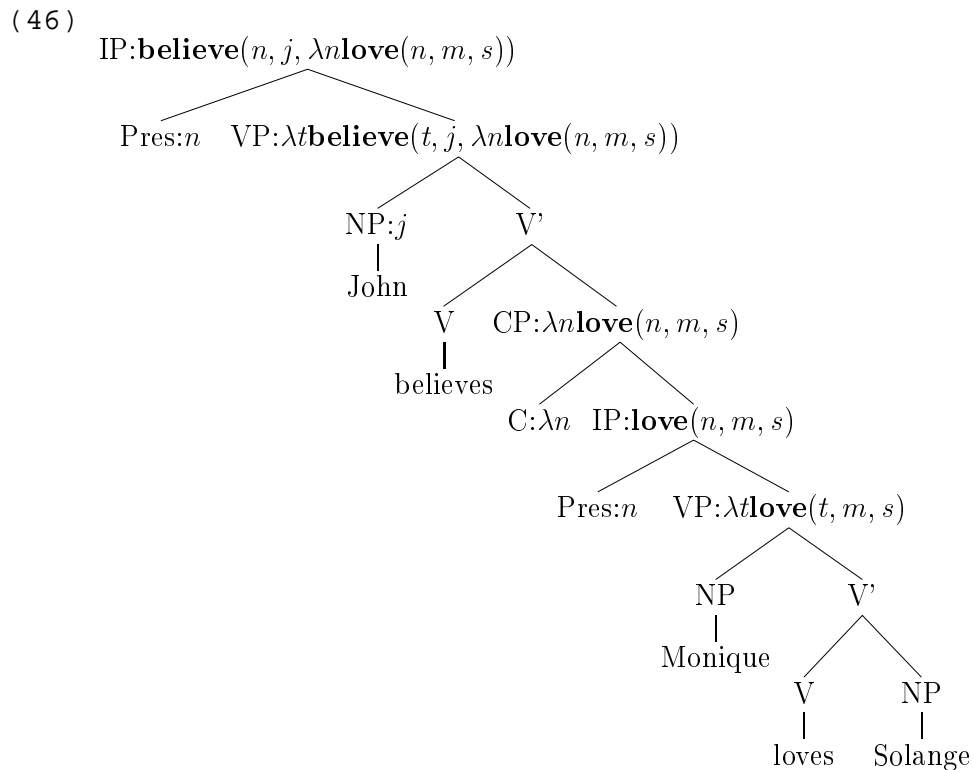 (46)
IP:believe(n, j, λnlove(n, m, s))
Pres:n VP:λtbelieve(t, j, λnlove(n, m, s))
NP:j V'
John
V CP:λnlove(n, m, s)
believes
C:λn IP:love(n, m, s)
Pres:n VP:λtlove(t, m, s)
NP V'
Monique
V NP
loves Solange